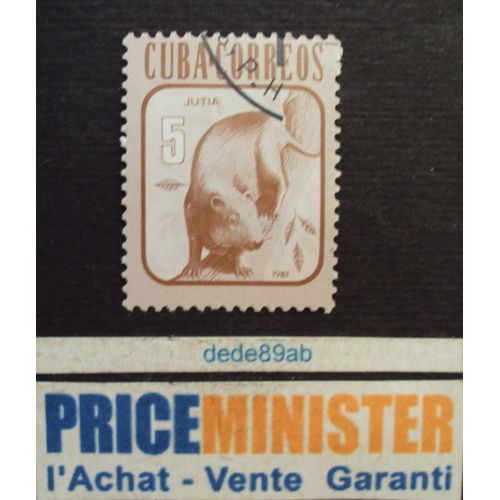 CUBA·CORREOS
P.H
JUTIA
5
1981
dede89ab
PRICEMINISTER
l'Achat - Vente Garanti